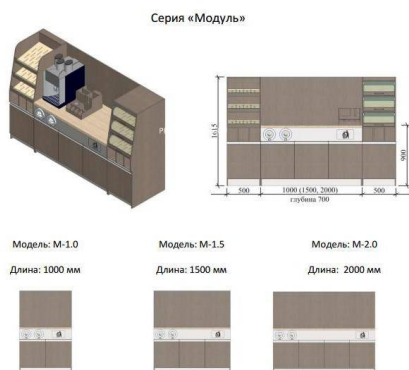 Серия «Модуль»
1615
900
500
1000 (1500, 2000)
500
глубина 700
Модель: М-1.0
Модель: М-1.5
Модель: М-2.0
Длина: 1000 мм
Длина: 1500 мм
Длина: 2000 мм